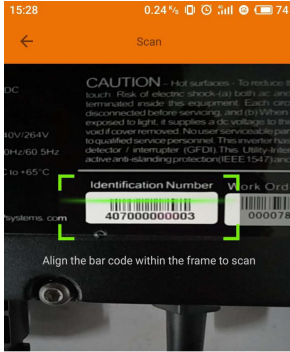 15:28 0.24 K/s 74
Scan
CAUTION - Hot surfaces - To reduce
DC touch. Risk of electric shock-(a) both ac and
terminated inside this equipment. Each circ
disconnected before servicing, and (b) When
exposed to light, it supplies a dc voltage to th
void if cover removed. No user serviceable par
40V/264V to qualified service personnel. This inverter has
0Hz/60.5Hz detector / interrupter (GFDI). This Utility-Inter
active anti-islanding protection(IEEE 1547)and
C to +65°C
Identification Number Work Ord
systems.com 407000000003 000078
Align the bar code within the frame to scan